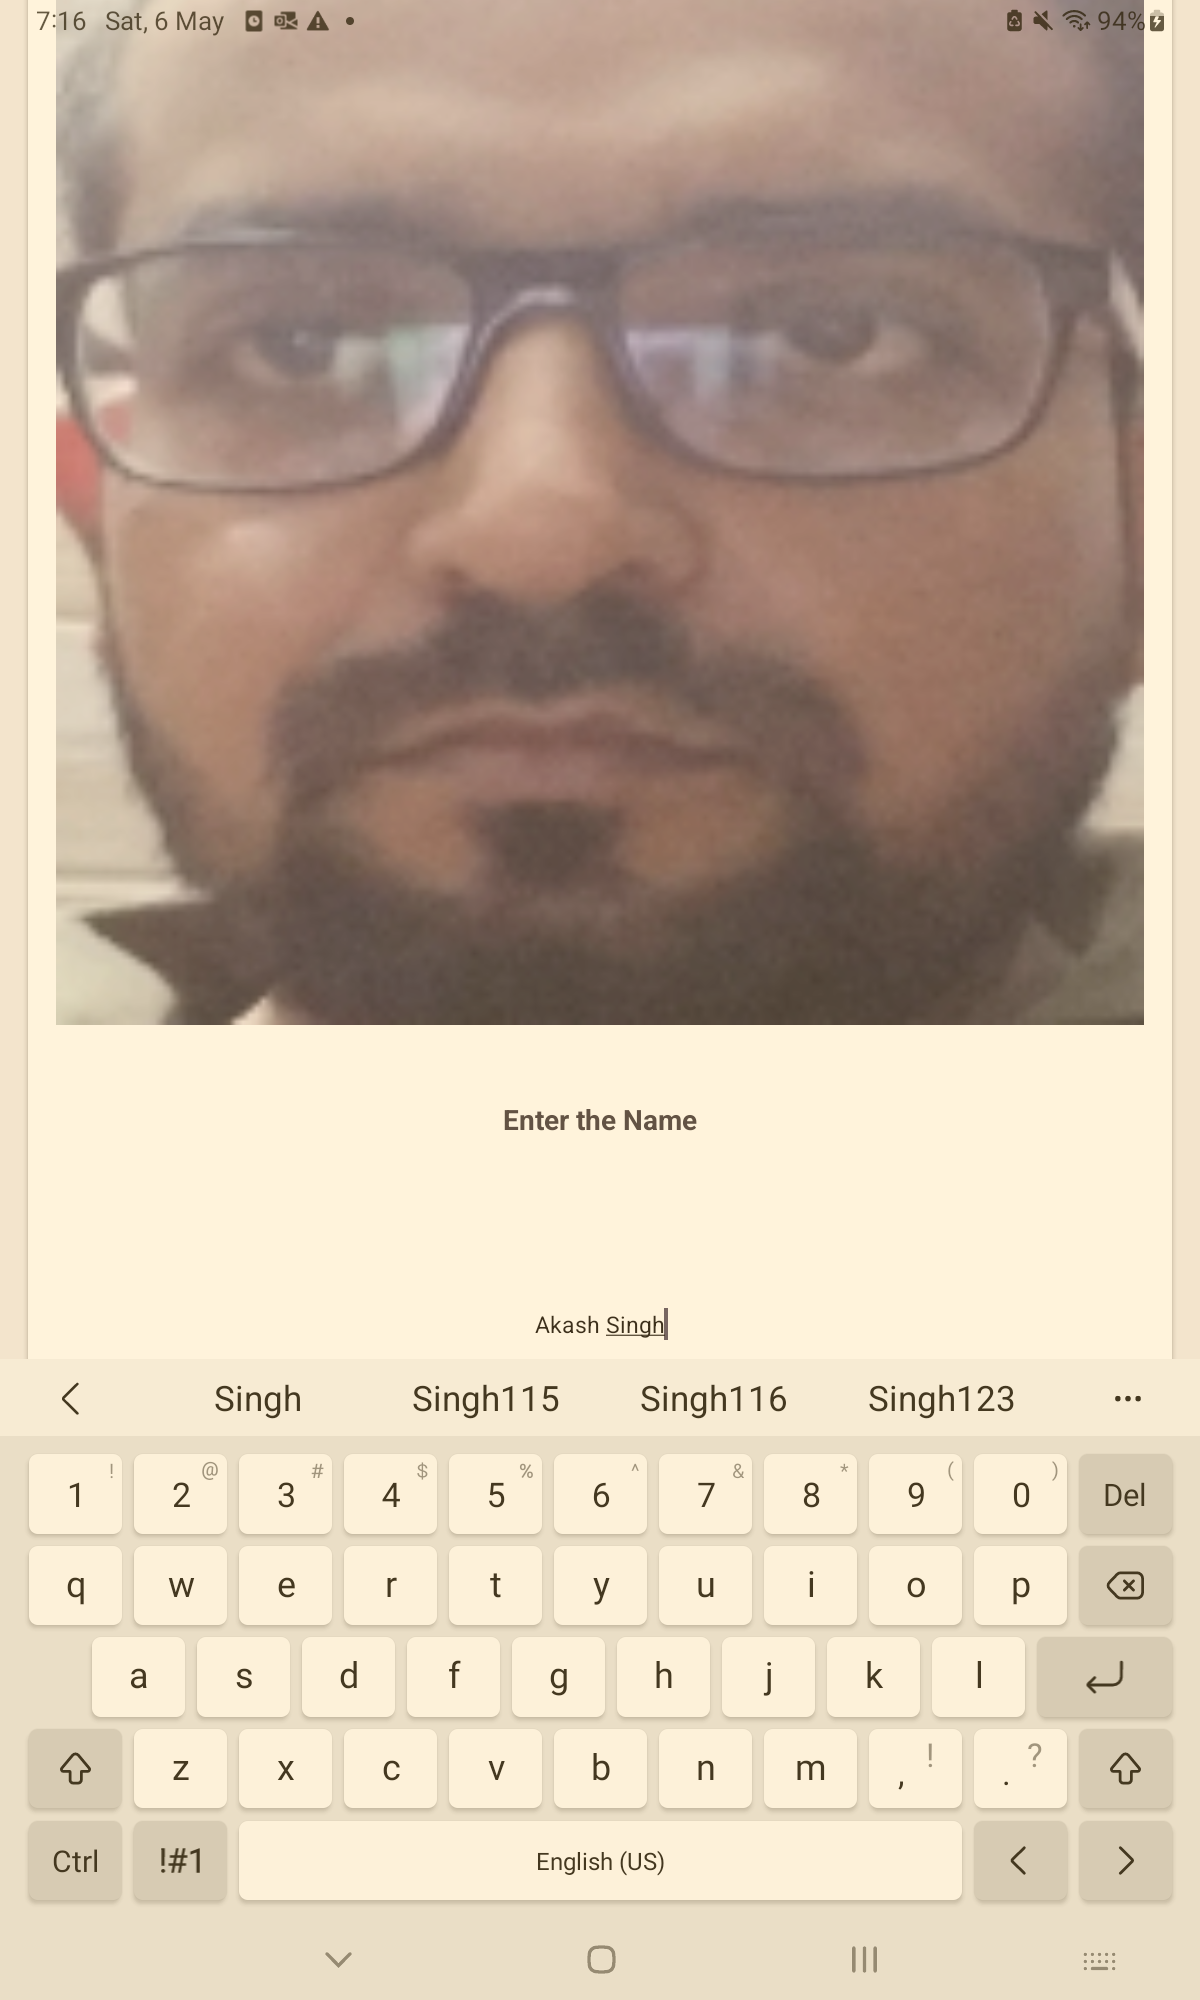 7:16 Sat, 6 May 94%
Enter the Name
Akash Singh
Singh Singh115 Singh116 Singh123 •••
! @ # $ % ^ & * ( )
1 2 3 4 5 6 7 8 9 0 Del
q w e r t y u i o p
a s d f g h j k l
z x c v b n m , ! . ?
Ctrl !#1 English (US) < >